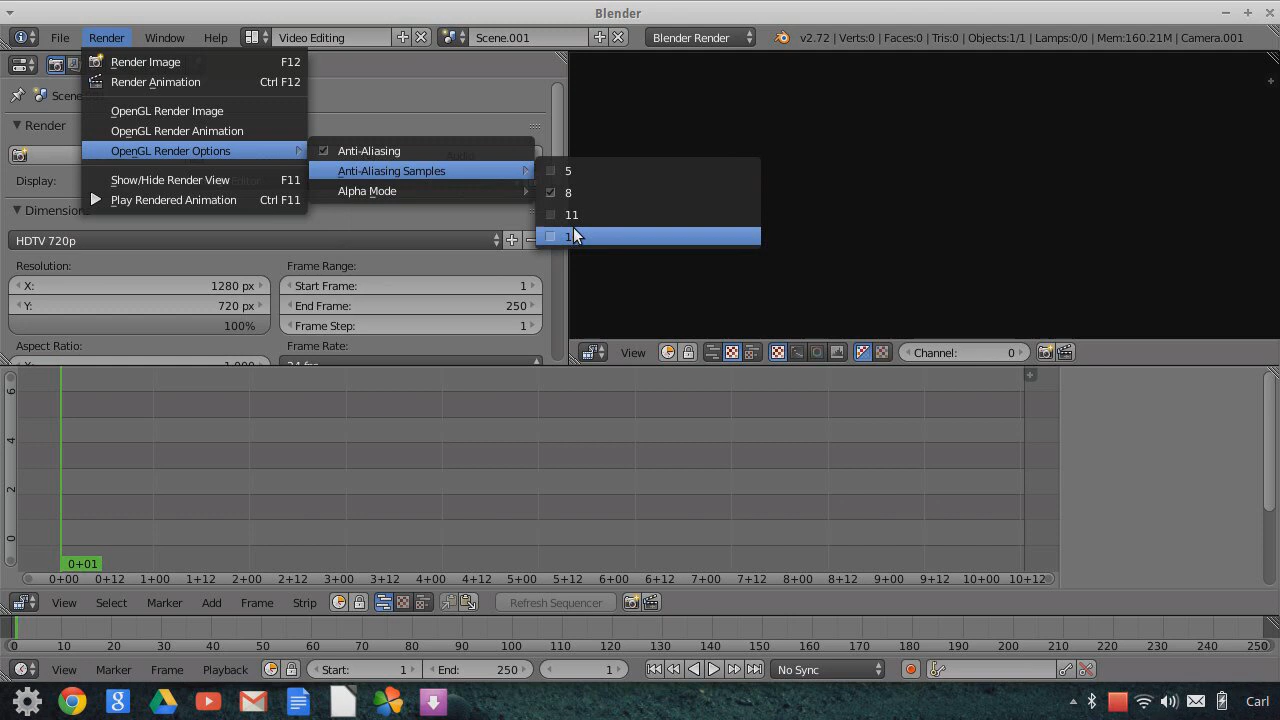 Blender
File Render Window Help Video Editing Scene.001 Blender Render v2.72 | Verts:0 | Faces:0 | Tris:0 | Objects:1/1 | Lamps:0/0 | Mem:160.21M | Camera.001
Render Image F12
Render Animation Ctrl F12
OpenGL Render Image
OpenGL Render Animation
OpenGL Render Options
Show/Hide Render View F11
Play Rendered Animation Ctrl F11
Anti-Aliasing
Anti-Aliasing Samples
Alpha Mode
5
8
11
Render
Display:
Dimens
HDTV 720p
Resolution: Frame Range:
X: 1280 px Start Frame: 1
Y: 720 px End Frame: 250
100% Frame Step: 1
Aspect Ratio: Frame Rate:
View Channel: 0
6
4
2
0
0+01
0+00 0+12 1+00 1+12 2+00 2+12 3+00 3+12 4+00 4+12 5+00 5+12 6+00 6+12 7+00 7+12 8+00 8+12 9+00 9+12 10+00 10+12
View Select Marker Add Frame Strip Refresh Sequencer
0 10 20 30 40 50 60 70 80 90 100 110 120 130 140 150 160 170 180 190 200 210 220 230 240 250
View Marker Frame Playback Start: 1 End: 250 1 No Sync
Carl